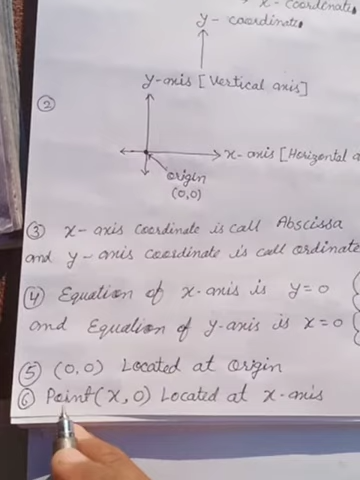 x - coordinate
y - coordinate
y-axis [Vertical axis]
②
x-axis [Horizontal a
origin
(0,0)
③ x-axis coordinate is call Abscissa
and y-axis coordinate is call ordinate
④ Equation of x-axis is y=0
and Equation of y-axis is x=0
⑤ (0,0) Located at origin
⑥ Point(x,0) Located at x-axis